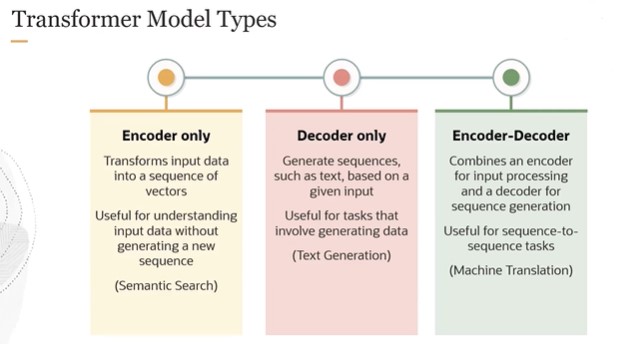 Transformer Model Types
Encoder only
Transforms input data
into a sequence of
vectors
Useful for understanding
input data without
generating a new
sequence
(Semantic Search)
Decoder only
Generate sequences,
such as text, based on a
given input
Useful for tasks that
involve generating data
(Text Generation)
Encoder-Decoder
Combines an encoder
for input processing
and a decoder for
sequence generation
Useful for sequence-to-
sequence tasks
(Machine Translation)